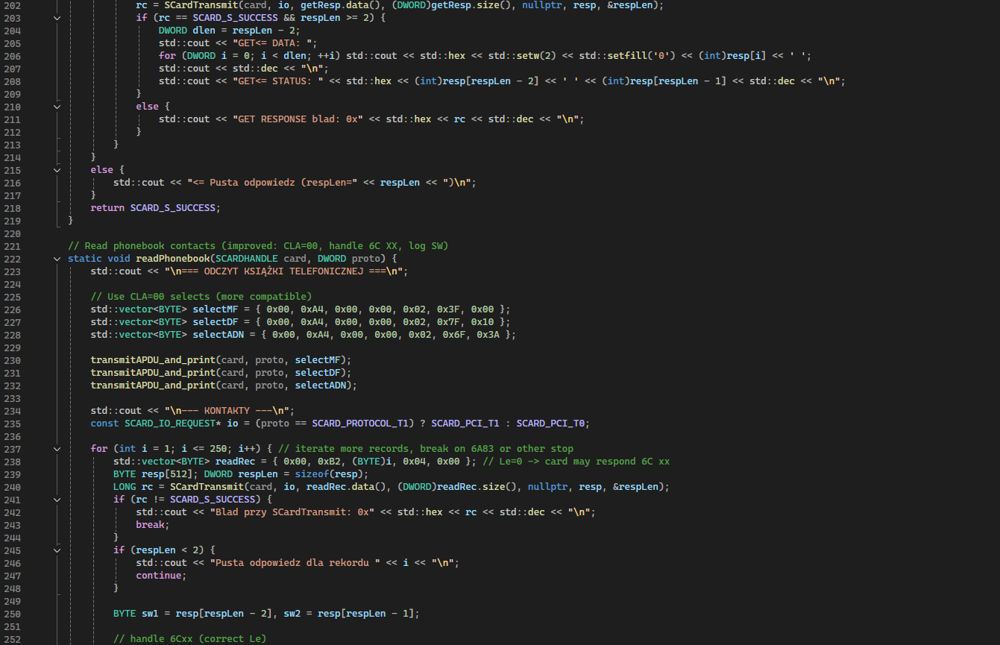 202 rc = SCardTransmit(card, io, getResp.data(), (DWORD)getResp.size(), nullptr, resp, &respLen);
203 if (rc == SCARD_S_SUCCESS && respLen >= 2) {
204 DWORD dlen = respLen - 2;
205 std::cout << "GET<= DATA: ";
206 for (DWORD i = 0; i < dlen; ++i) std::cout << std::hex << std::setw(2) << std::setfill('0') << (int)resp[i] << ' ';
207 std::cout << std::dec << "\n";
208 std::cout << "GET<= STATUS: " << std::hex << (int)resp[respLen - 2] << ' ' << (int)resp[respLen - 1] << std::dec << "\n";
209 }
210 else {
211 std::cout << "GET RESPONSE blad: 0x" << std::hex << rc << std::dec << "\n";
212 }
213 }
214 }
215 else {
216 std::cout << "<= Pusta odpowiedz (respLen=" << respLen << ")\n";
217 }
218 return SCARD_S_SUCCESS;
219 }
220
221 // Read phonebook contacts (improved: CLA=00, handle 6C XX, log SW)
222 static void readPhonebook(SCARDHANDLE card, DWORD proto) {
223 std::cout << "\n=== ODCZYT KSIĄŻKI TELEFONICZNEJ ===\n";
224
225 // Use CLA=00 selects (more compatible)
226 std::vector<BYTE> selectMF = { 0x00, 0xA4, 0x00, 0x00, 0x02, 0x3F, 0x00 };
227 std::vector<BYTE> selectDF = { 0x00, 0xA4, 0x00, 0x00, 0x02, 0x7F, 0x10 };
228 std::vector<BYTE> selectADN = { 0x00, 0xA4, 0x00, 0x00, 0x02, 0x6F, 0x3A };
229
230 transmitAPDU_and_print(card, proto, selectMF);
231 transmitAPDU_and_print(card, proto, selectDF);
232 transmitAPDU_and_print(card, proto, selectADN);
233
234 std::cout << "\n--- KONTAKTY ---\n";
235 const SCARD_IO_REQUEST* io = (proto == SCARD_PROTOCOL_T1) ? SCARD_PCI_T1 : SCARD_PCI_T0;
236
237 for (int i = 1; i <= 250; i++) { // iterate more records, break on 6A83 or other stop
238 std::vector<BYTE> readRec = { 0x00, 0xB2, (BYTE)i, 0x04, 0x00 }; // Le=0 -> card may respond 6C xx
239 BYTE resp[512]; DWORD respLen = sizeof(resp);
240 LONG rc = SCardTransmit(card, io, readRec.data(), (DWORD)readRec.size(), nullptr, resp, &respLen);
241 if (rc != SCARD_S_SUCCESS) {
242 std::cout << "Blad przy SCardTransmit: 0x" << std::hex << rc << std::dec << "\n";
243 break;
244 }
245 if (respLen < 2) {
246 std::cout << "Pusta odpowiedz dla rekordu " << i << "\n";
247 continue;
248 }
249
250 BYTE sw1 = resp[respLen - 2], sw2 = resp[respLen - 1];
251
252 // handle 6Cxx (correct Le)